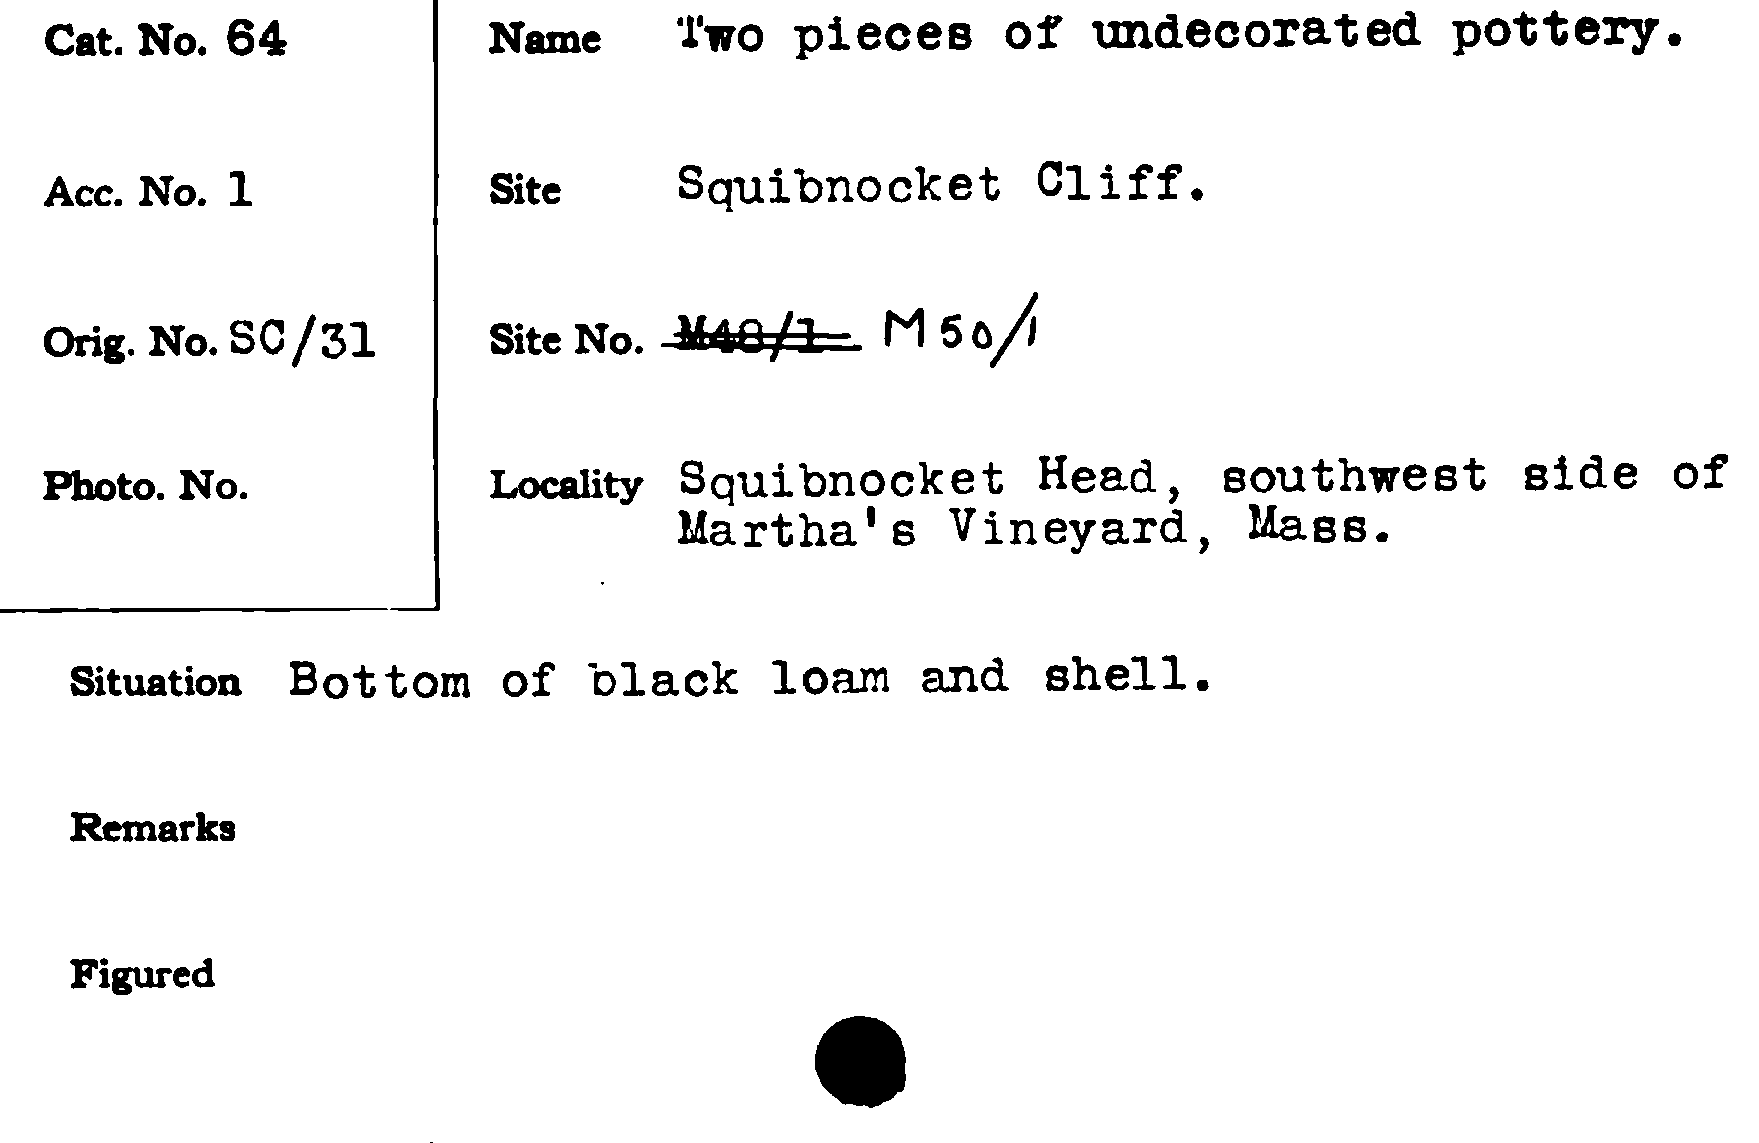 Cat. No. 64
Name Two pieces of undecorated pottery.
Acc. No. 1
Site Squibnocket Cliff.
Orig. No. SC/31
Site No. M48/1 M50/1
Photo. No.
Locality Squibnocket Head, southwest side of
Martha's Vineyard, Mass.
Situation Bottom of black loam and shell.
Remarks
Figured